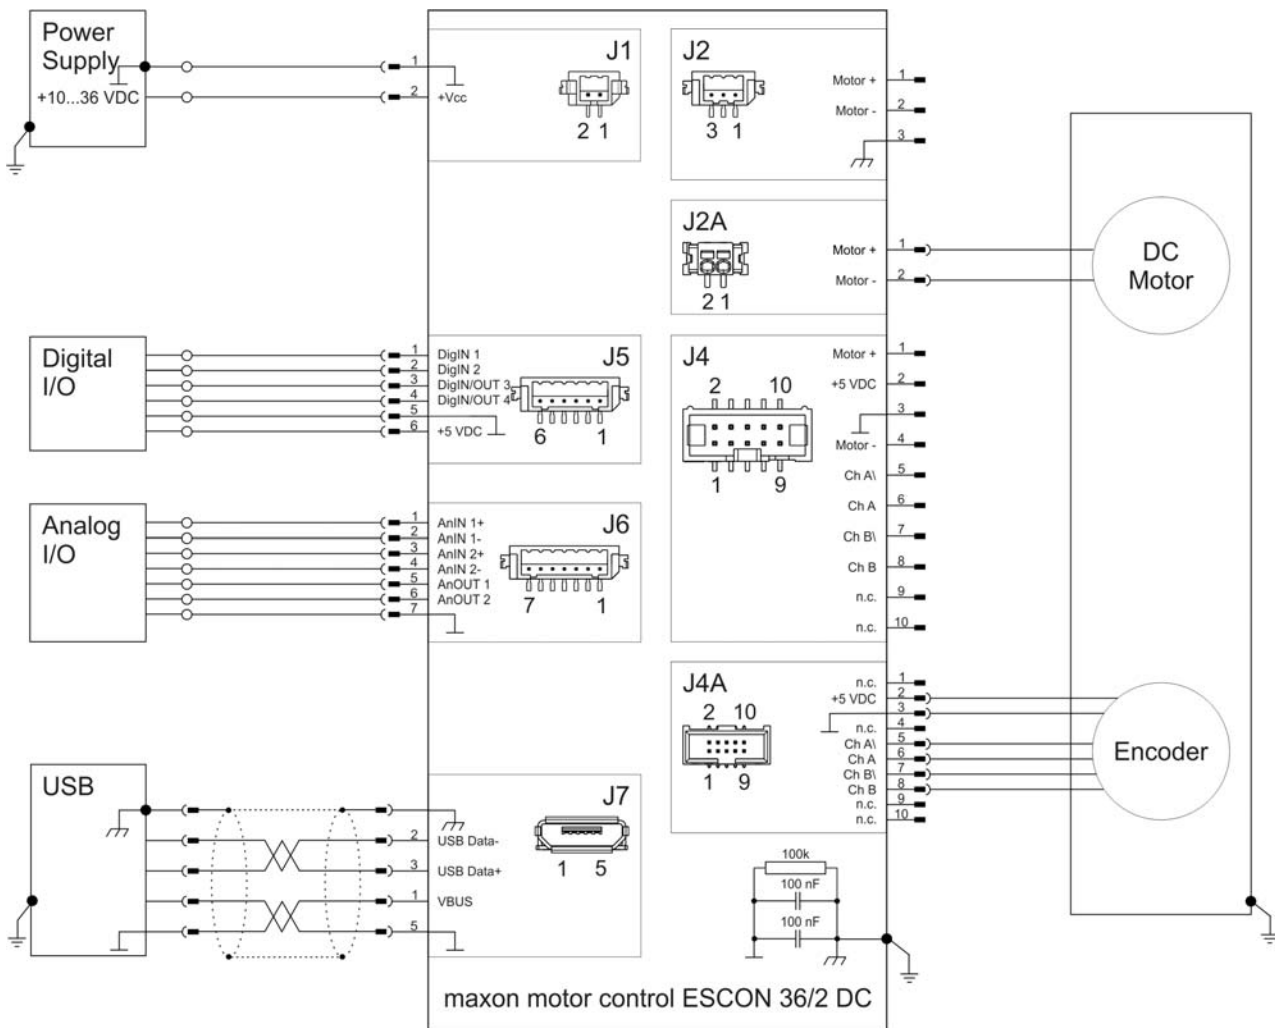 Power
Supply
+10...36 VDC
1
2
+Vcc
J1
2 1
J2
3 1
Motor +
1
Motor -
2
3
J2A
2 1
Motor +
1
Motor -
2
DC
Motor
Digital
I/O
1
DigIN 1
2
DigIN 2
3
DigIN/OUT 3
4
DigIN/OUT 4
5
6
+5 VDC
J5
6 1
J4
2 10
1 9
Motor +
1
+5 VDC
2
3
Motor -
4
Ch A\
5
Ch A
6
Ch B\
7
Ch B
8
n.c.
9
n.c.
10
Analog
I/O
1
AnIN 1+
2
AnIN 1-
3
AnIN 2+
4
AnIN 2-
5
AnOUT 1
6
AnOUT 2
7
J6
7 1
J4A
2 10
1 9
n.c.
1
+5 VDC
2
3
n.c.
4
Ch A\
5
Ch A
6
Ch B\
7
Ch B
8
n.c.
9
n.c.
10
Encoder
USB
2
USB Data-
3
USB Data+
1
VBUS
5
J7
1 5
100k
100 nF
100 nF
maxon motor control ESCON 36/2 DC